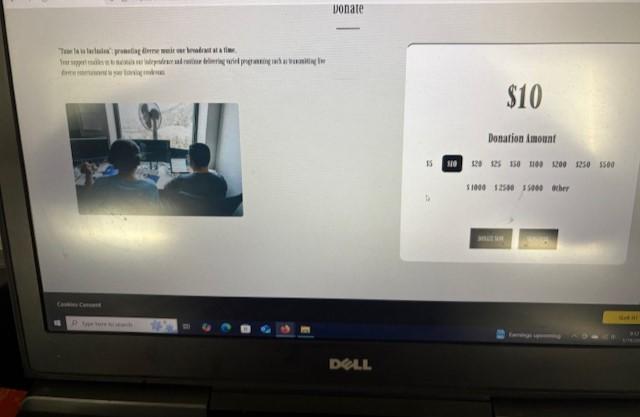 Donate
"Tune In to Inclusion": promoting diverse music one broadcast at a time.
Your support enables us to maintain our independence and continue delivering varied programming such as transmitting live
diverse entertainment to your listening
$10
Donation Amount
$5 $10 $20 $25 $50 $100 $200 $250 $500
$1000 $2500 $5000 Other
DONATE NOW
Cookies Consent
Got it!
Type here to search
Earnings upcoming
DELL